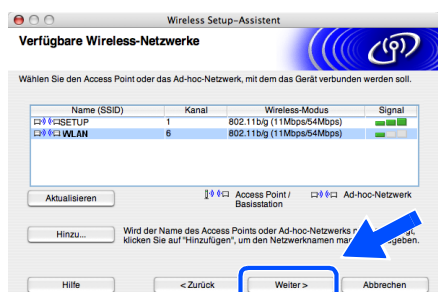 Wireless Setup-Assistent
Verfügbare Wireless-Netzwerke
Wählen Sie den Access Point oder das Ad-hoc-Netzwerk, mit dem das Gerät verbunden werden soll.
Name (SSID) Kanal Wireless-Modus Signal
SETUP 1 802.11b/g (11Mbps/54Mbps)
WLAN 6 802.11b/g (11Mbps/54Mbps)
Aktualisieren Access Point / Basisstation Ad-hoc-Netzwerk
Hinzu... Wird der Name des Access Points oder Ad-hoc-Netzwerks
klicken Sie auf "Hinzufügen", um den Netzwerknamen
Hilfe < Zurück Weiter > Abbrechen